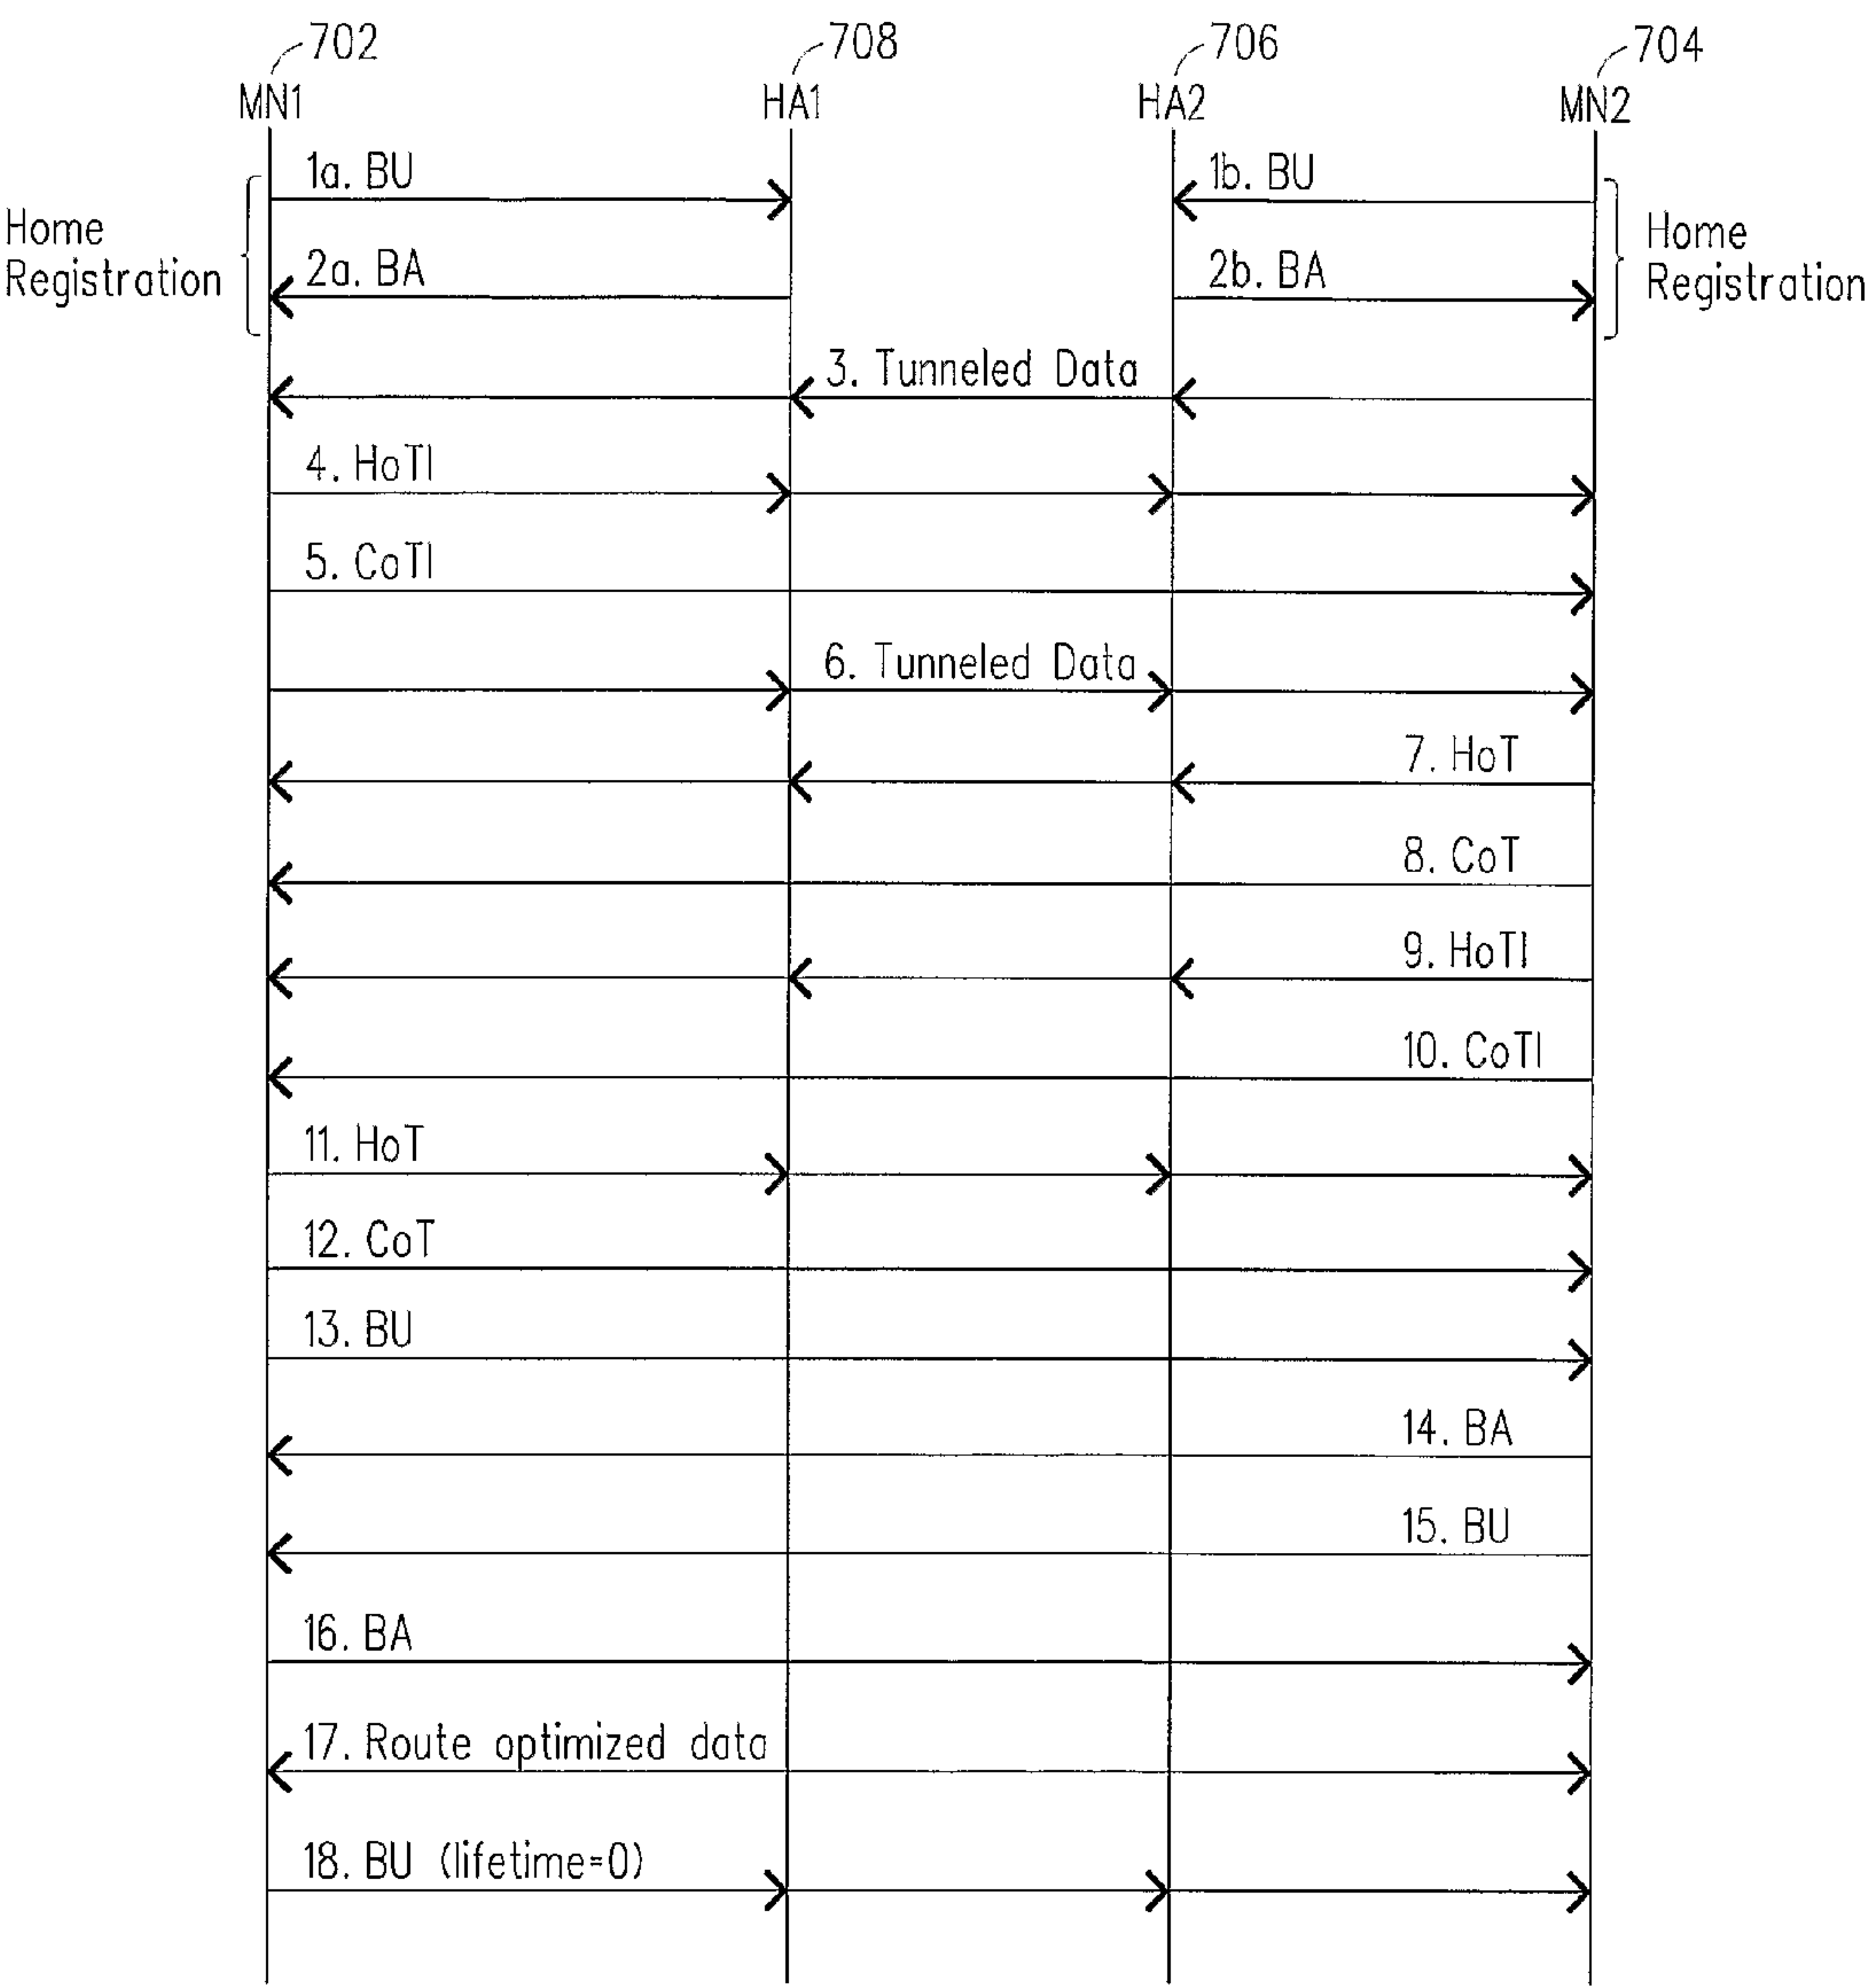 702
708
706
704
MN1
HA1
HA2
MN2
1a. BU
1b. BU
Home
Registration
2a. BA
2b. BA
Home
Registration
3. Tunneled Data
4. HoTI
5. CoTI
6. Tunneled Data
7. HoT
8. CoT
9. HoTI
10. CoTI
11. HoT
12. CoT
13. BU
14. BA
15. BU
16. BA
17. Route optimized data
18. BU (lifetime=0)